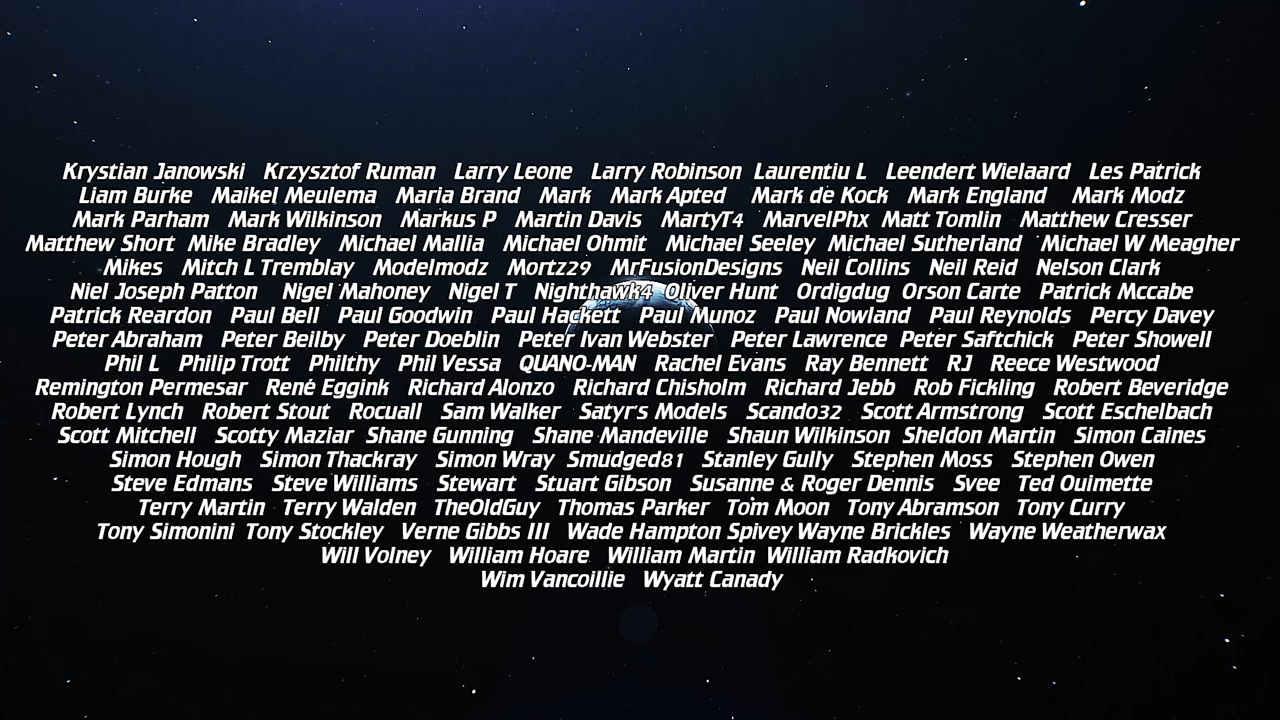 Krystian Janowski Krzysztof Ruman Larry Leone Larry Robinson Laurentiu L Leendert Wielaard Les Patrick
Liam Burke Maikel Meulema Maria Brand Mark Mark Apted Mark de Kock Mark England Mark Modz
Mark Parham Mark Wilkinson Markus P Martin Davis MartyT4 MarvelPhx Matt Tomlin Matthew Cresser
Matthew Short Mike Bradley Michael Mallia Michael Ohmit Michael Seeley Michael Sutherland Michael W Meagher
Mikes Mitch L Tremblay Modelmodz Mortz29 MrFusionDesigns Neil Collins Neil Reid Nelson Clark
Niel Joseph Patton Nigel Mahoney Nigel T Nighthawk4 Oliver Hunt Ordigdug Orson Carte Patrick Mccabe
Patrick Reardon Paul Bell Paul Goodwin Paul Hackett Paul Munoz Paul Nowland Paul Reynolds Percy Davey
Peter Abraham Peter Beilby Peter Doeblin Peter Ivan Webster Peter Lawrence Peter Saftchick Peter Showell
Phil L Philip Trott Philthy Phil Vessa QUANO-MAN Rachel Evans Ray Bennett RJ Reece Westwood
Remington Permesar René Eggink Richard Alonzo Richard Chisholm Richard Jebb Rob Fickling Robert Beveridge
Robert Lynch Robert Stout Rocuall Sam Walker Satyr's Models Scando32 Scott Armstrong Scott Eschelbach
Scott Mitchell Scotty Maziar Shane Gunning Shane Mandeville Shaun Wilkinson Sheldon Martin Simon Caines
Simon Hough Simon Thackray Simon Wray Smudged81 Stanley Gully Stephen Moss Stephen Owen
Steve Edmans Steve Williams Stewart Stuart Gibson Susanne & Roger Dennis Svee Ted Ouimette
Terry Martin Terry Walden TheOldGuy Thomas Parker Tom Moon Tony Abramson Tony Curry
Tony Simonini Tony Stockley Verne Gibbs III Wade Hampton Spivey Wayne Brickles Wayne Weatherwax
Will Volney William Hoare William Martin William Radkovich
Wim Vancoillie Wyatt Canady